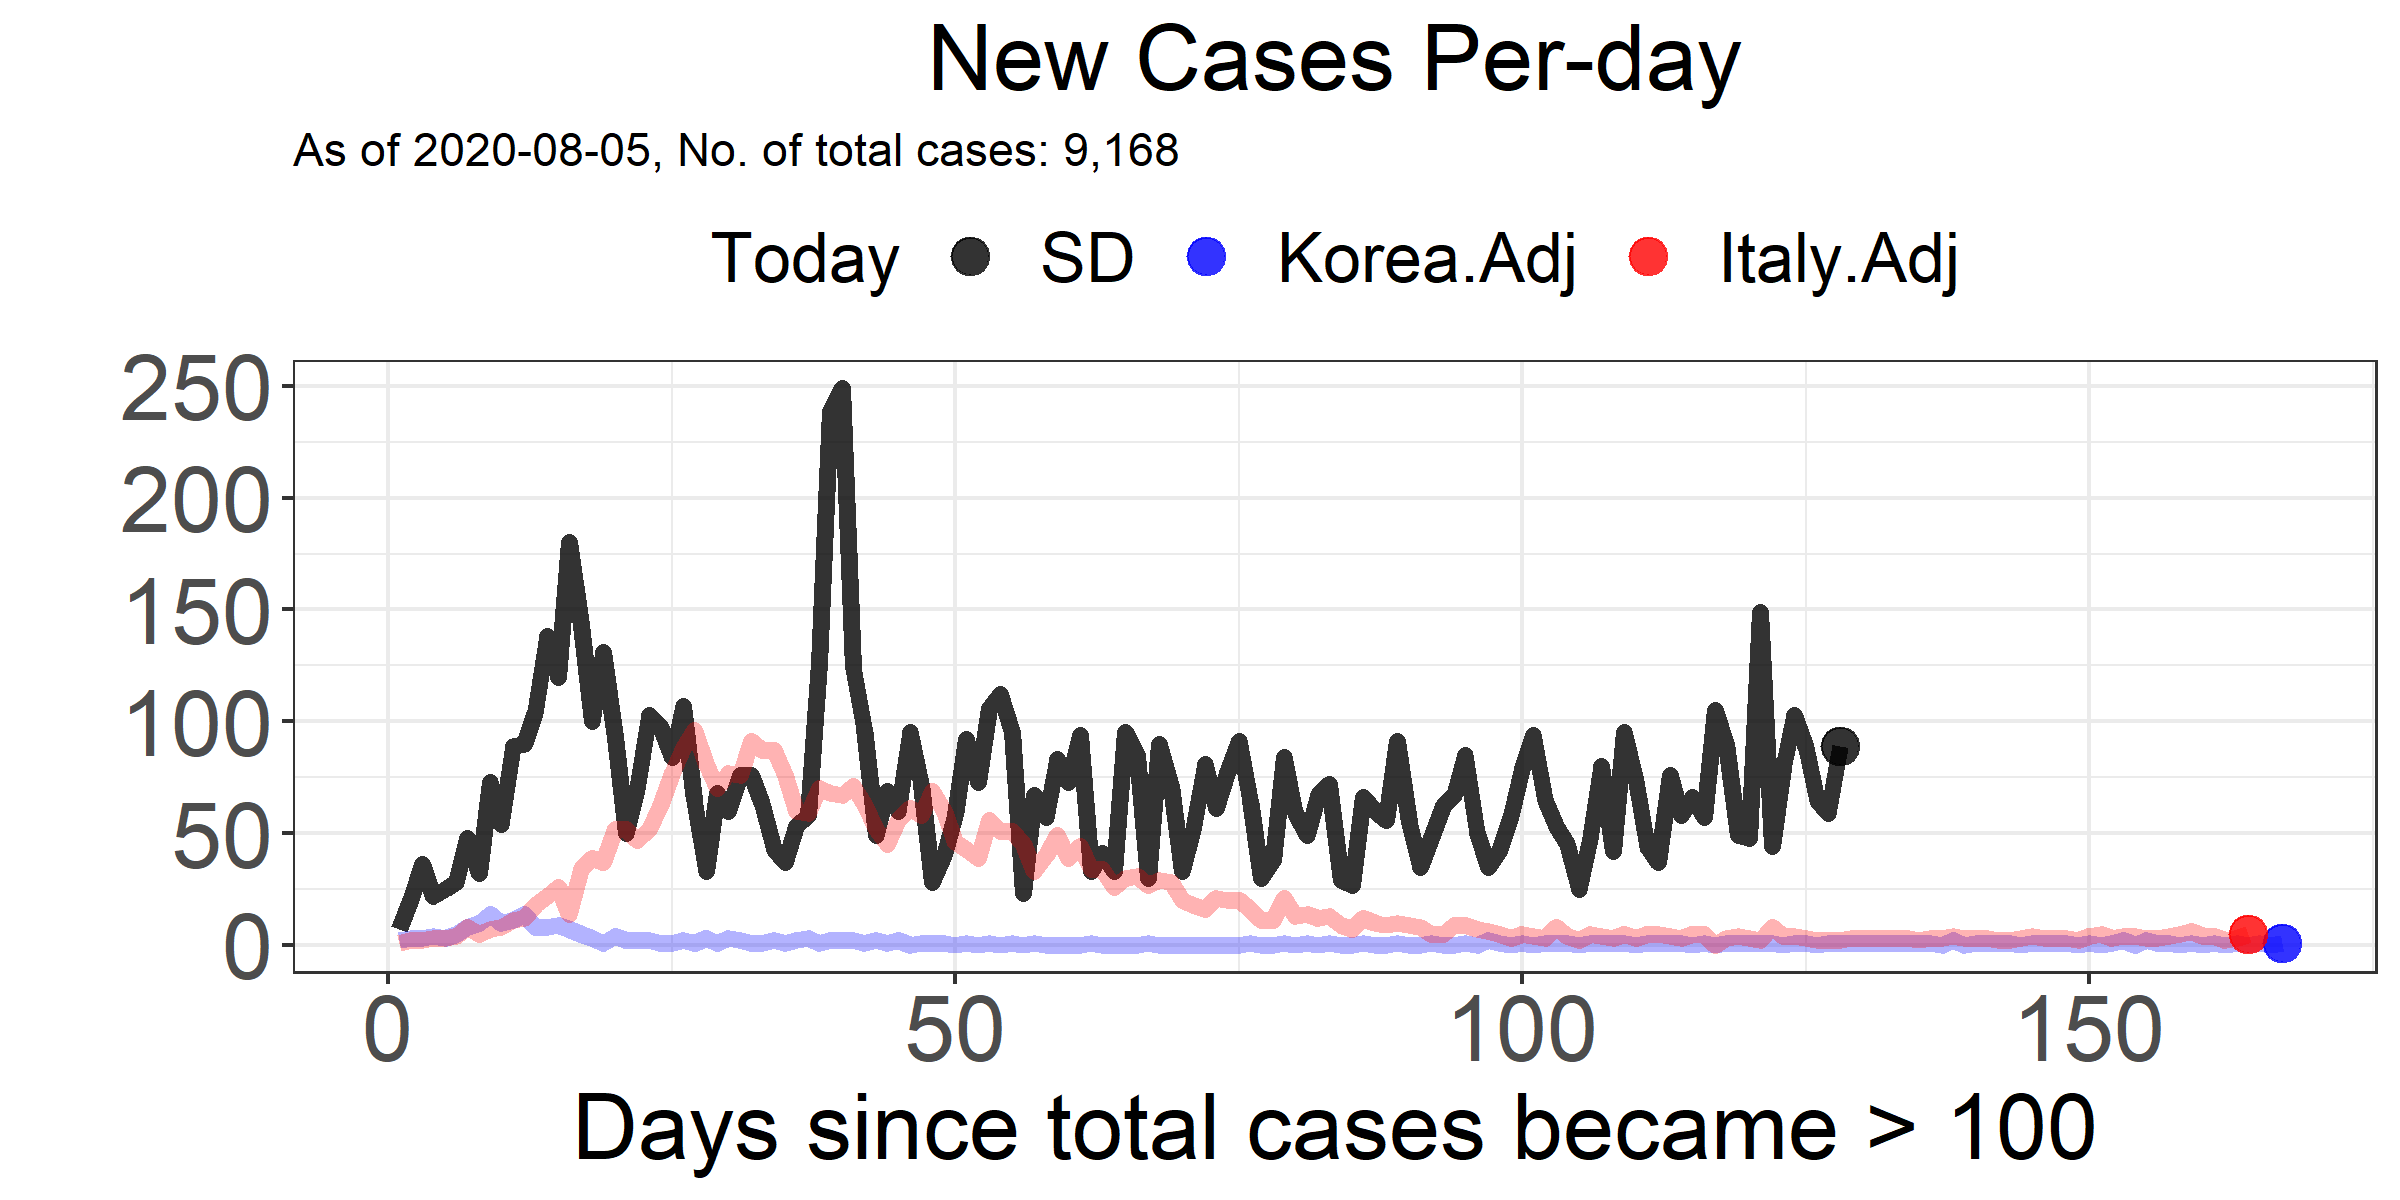 New Cases Per-day
As of 2020-08-05, No. of total cases: 9,168
Today SD Korea.Adj Italy.Adj
250
200
150
100
50
0
0 50 100 150
Days since total cases became > 100